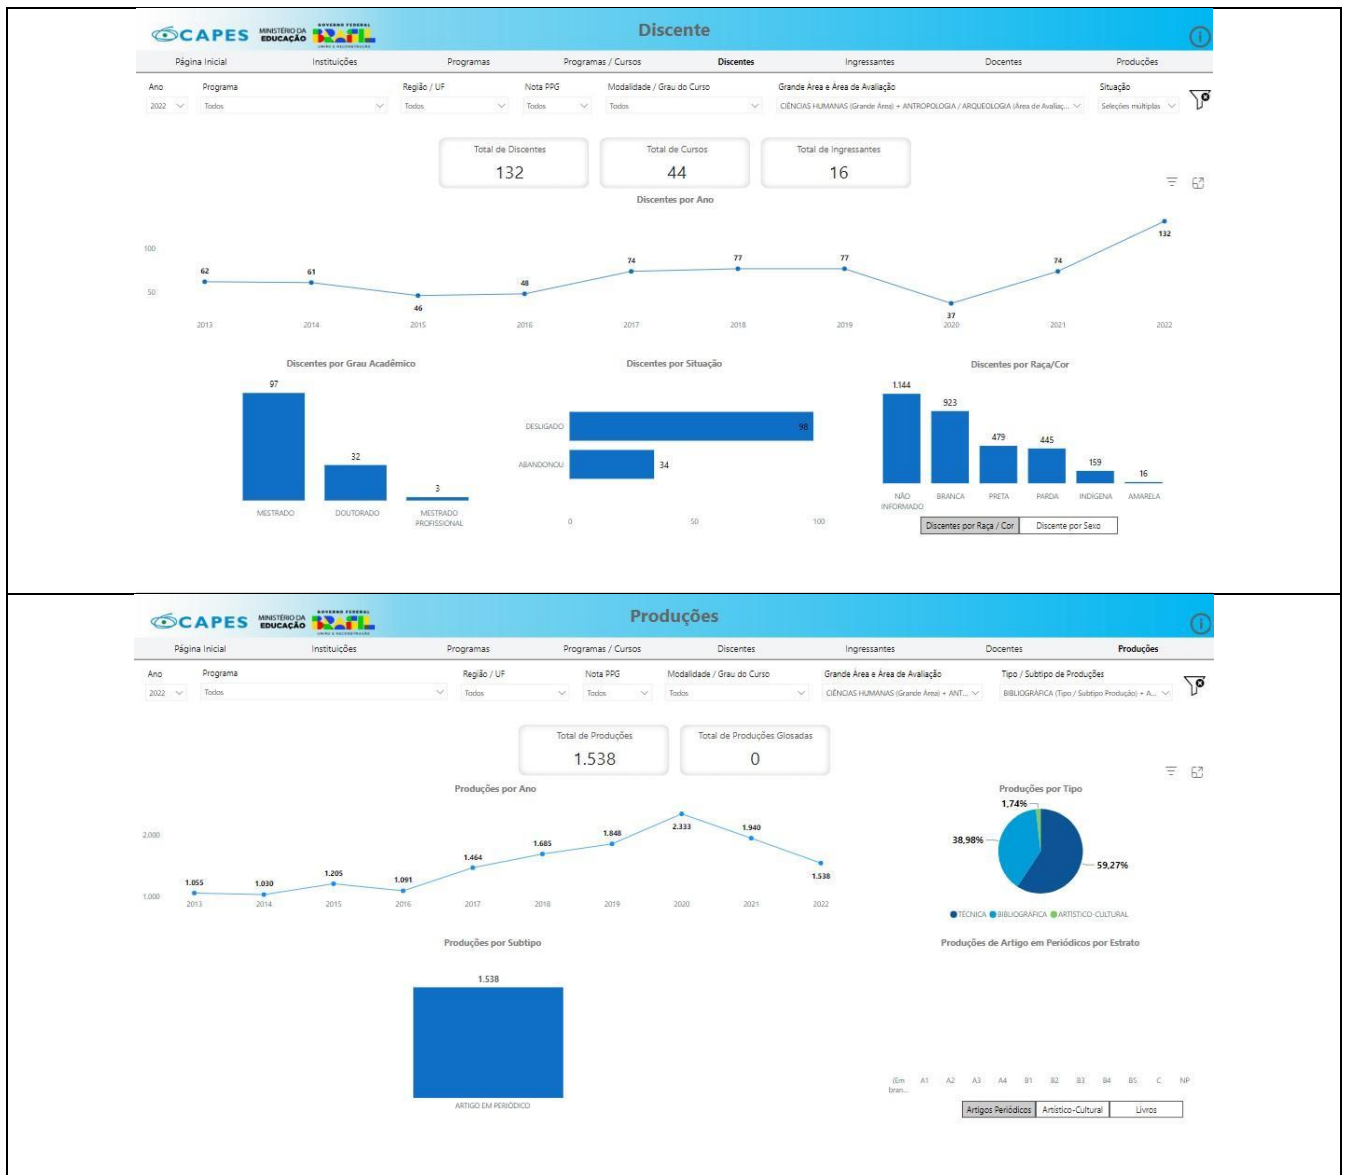 CAPES MINISTÉRIO DA EDUCAÇÃO GOVERNO FEDERAL BRASIL UNIÃO E RECONSTRUÇÃO
Discente
Página Inicial Instituições Programas Programas / Cursos Discentes Ingressantes Docentes Produções
Ano Programa Região / UF Nota PPG Modalidade / Grau do Curso Grande Área e Área de Avaliação Situação
2022 Todos Todos Todos Todos CIÊNCIAS HUMANAS (Grande Área) + ANTROPOLOGIA / ARQUEOLOGIA (Área de Avaliaç... Seleções múltiplas
Total de Discentes Total de Cursos Total de Ingressantes
132 44 16
Discentes por Ano
100
50
62 61 46 48 74 77 77 37 74 132
2013 2014 2015 2016 2017 2018 2019 2020 2021 2022
Discentes por Grau Acadêmico
97 32 3
MESTRADO DOUTORADO MESTRADO PROFISSIONAL
Discentes por Situação
DESLIGADO 98
ABANDONOU 34
0 50 100
Discentes por Raça/Cor
1.144 923 479 445 159 16
NÃO INFORMADO BRANCA PRETA PARDA INDÍGENA AMARELA
Discentes por Raça / Cor Discente por Sexo
CAPES MINISTÉRIO DA EDUCAÇÃO GOVERNO FEDERAL BRASIL UNIÃO E RECONSTRUÇÃO
Produções
Página Inicial Instituições Programas Programas / Cursos Discentes Ingressantes Docentes Produções
Ano Programa Região / UF Nota PPG Modalidade / Grau do Curso Grande Área e Área de Avaliação Tipo / Subtipo de Produções
2022 Todos Todos Todos Todos CIÊNCIAS HUMANAS (Grande Área) + ANT... BIBLIOGRÁFICA (Tipo / Subtipo Produção) + A...
Total de Produções Total de Produções Glosadas
1.538 0
Produções por Ano
2.000
1.000
1.055 1.030 1.205 1.091 1.464 1.685 1.848 2.333 1.940 1.538
2013 2014 2015 2016 2017 2018 2019 2020 2021 2022
Produções por Tipo
1,74%
38,98%
59,27%
TÉCNICA BIBLIOGRÁFICA ARTÍSTICO-CULTURAL
Produções por Subtipo
1.538
ARTIGO EM PERIÓDICO
Produções de Artigo em Periódicos por Estrato
(Em bran... A1 A2 A3 A4 B1 B2 B3 B4 B5 C NP
Artigos Periódicos Artístico-Cultural Livros